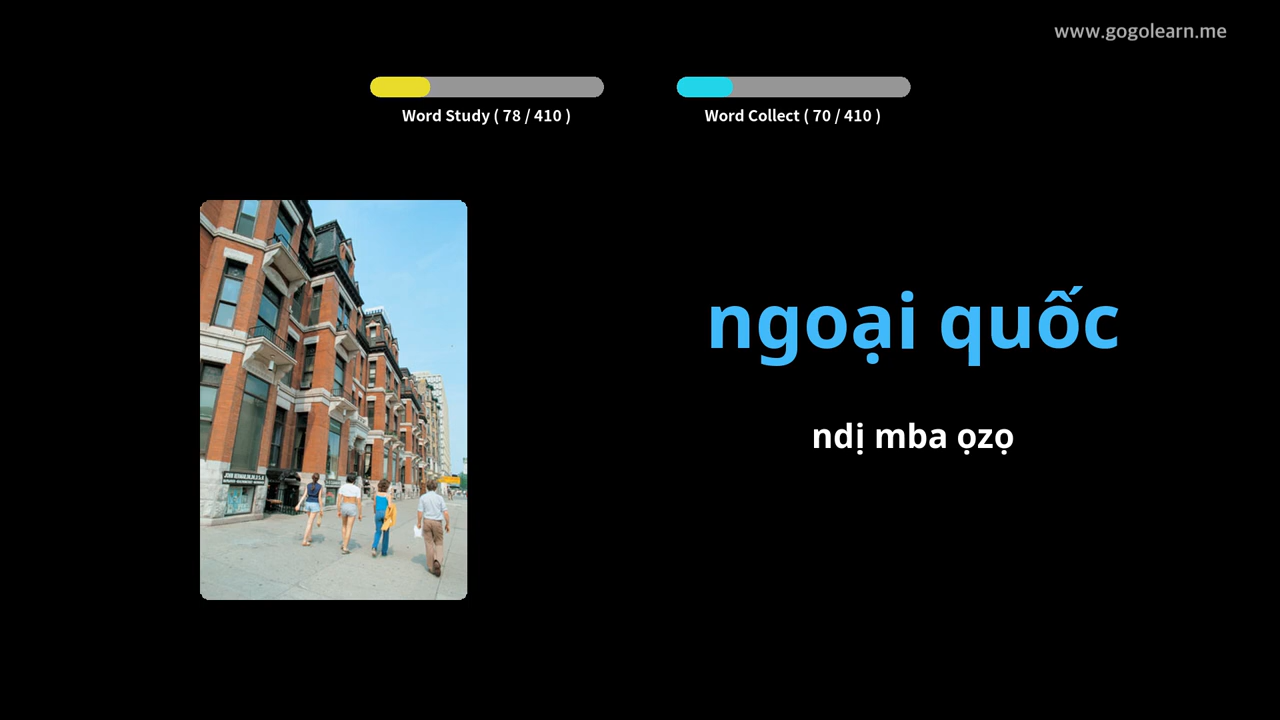 www.gogolearn.me
Word Study ( 78 / 410 )
Word Collect ( 70 / 410 )
ngoại quốc
ndị mba ọzọ